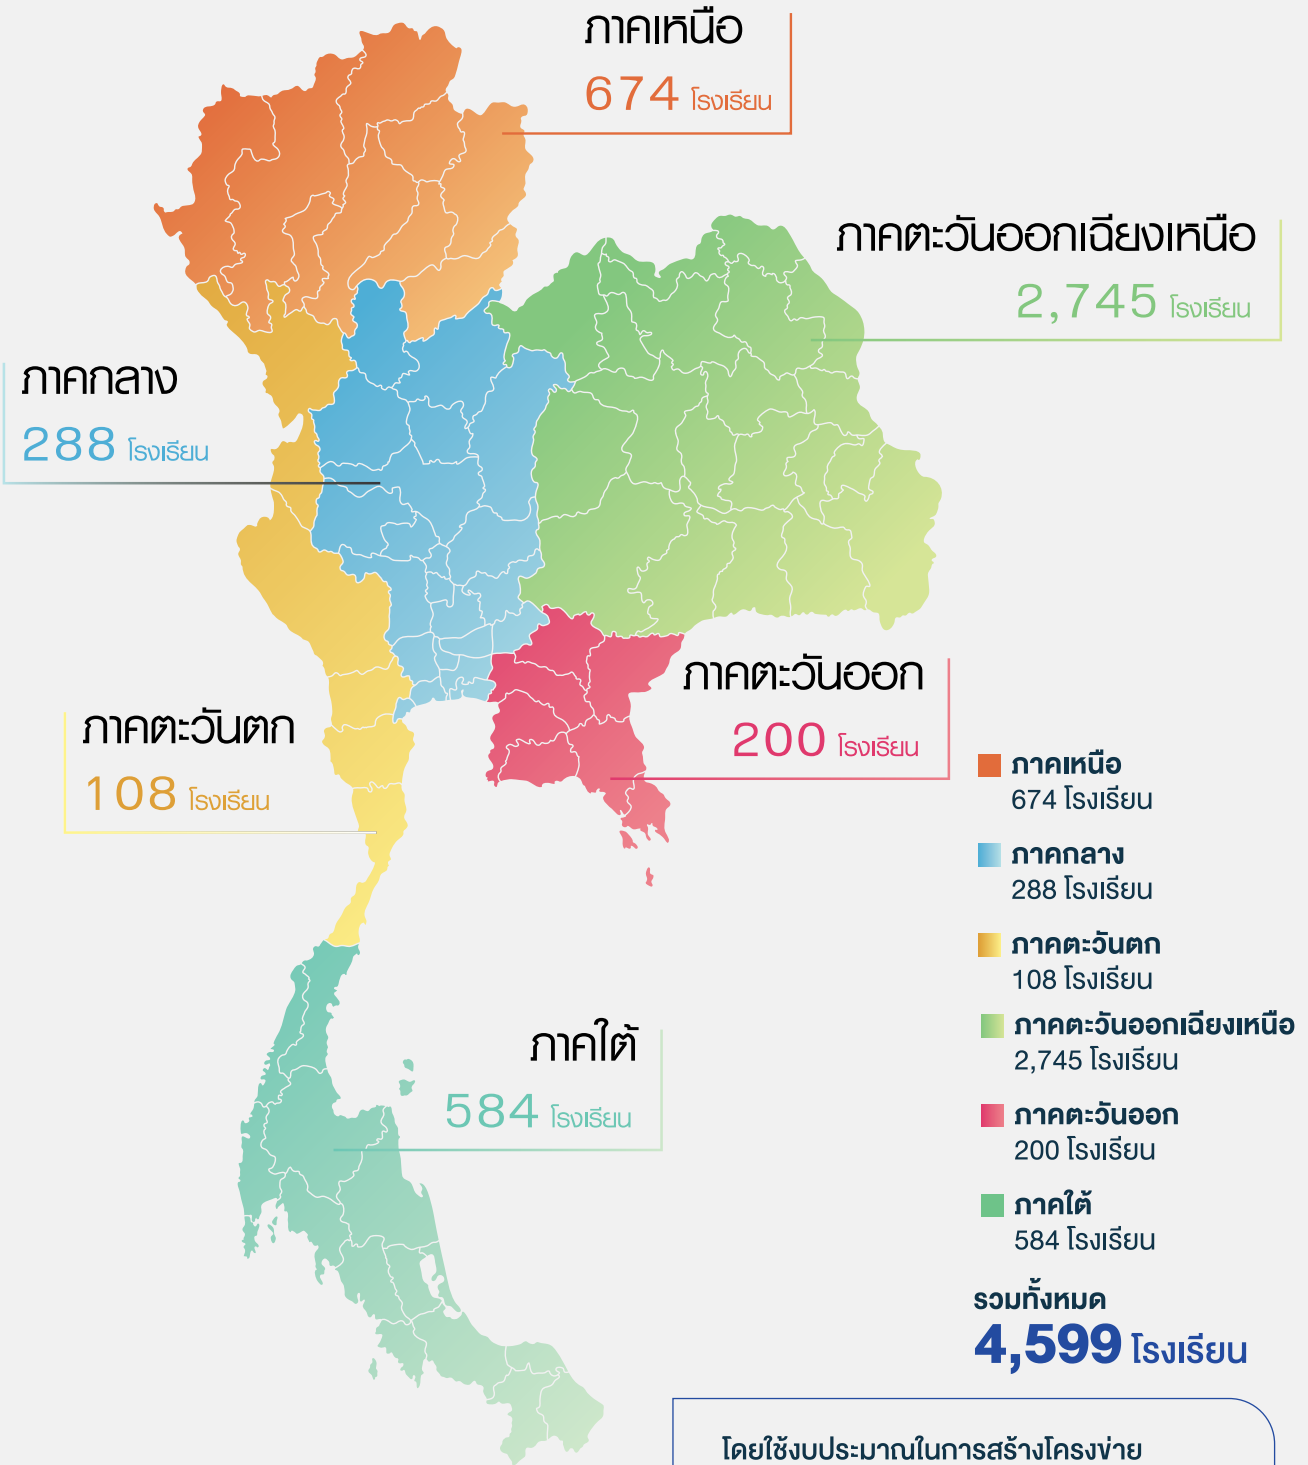 ภาคเหนือ
674 โรงเรียน
ภาคตะวันออกเฉียงเหนือ
2,745 โรงเรียน
ภาคกลาง
288 โรงเรียน
ภาคตะวันออก
200 โรงเรียน
ภาคตะวันตก
108 โรงเรียน
ภาคใต้
584 โรงเรียน
ภาคเหนือ
674 โรงเรียน
ภาคกลาง
288 โรงเรียน
ภาคตะวันตก
108 โรงเรียน
ภาคตะวันออกเฉียงเหนือ
2,745 โรงเรียน
ภาคตะวันออก
200 โรงเรียน
ภาคใต้
584 โรงเรียน
รวมทั้งหมด
4,599 โรงเรียน
โดยใช้งบประมาณในการสร้างโครงข่าย